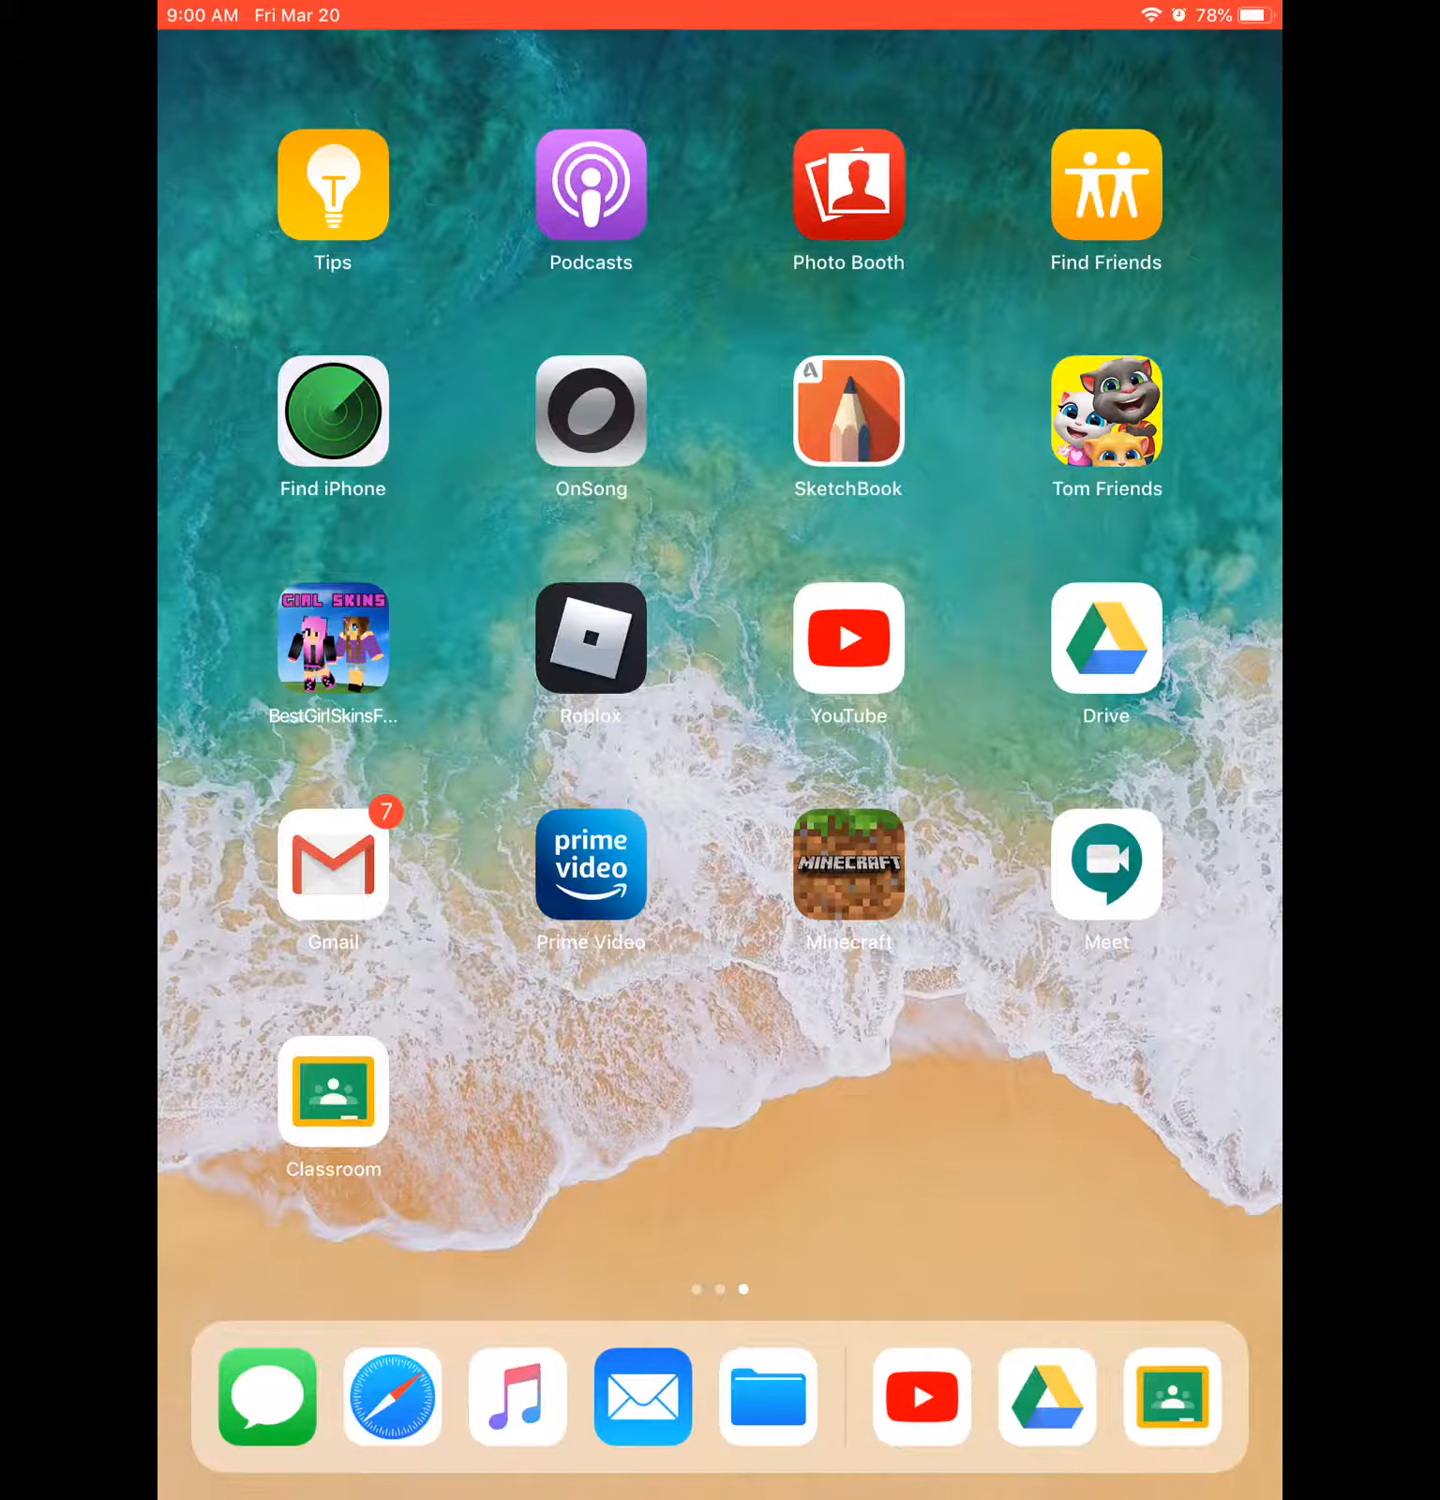 9:00 AM Fri Mar 20 78%
Tips Podcasts Photo Booth Find Friends
Find iPhone OnSong SketchBook Tom Friends
GIRL SKINS
BestGirlSkinsF... Roblox YouTube Drive
7
prime
video
MINECRAFT
Gmail Prime Video Minecraft Meet
Classroom